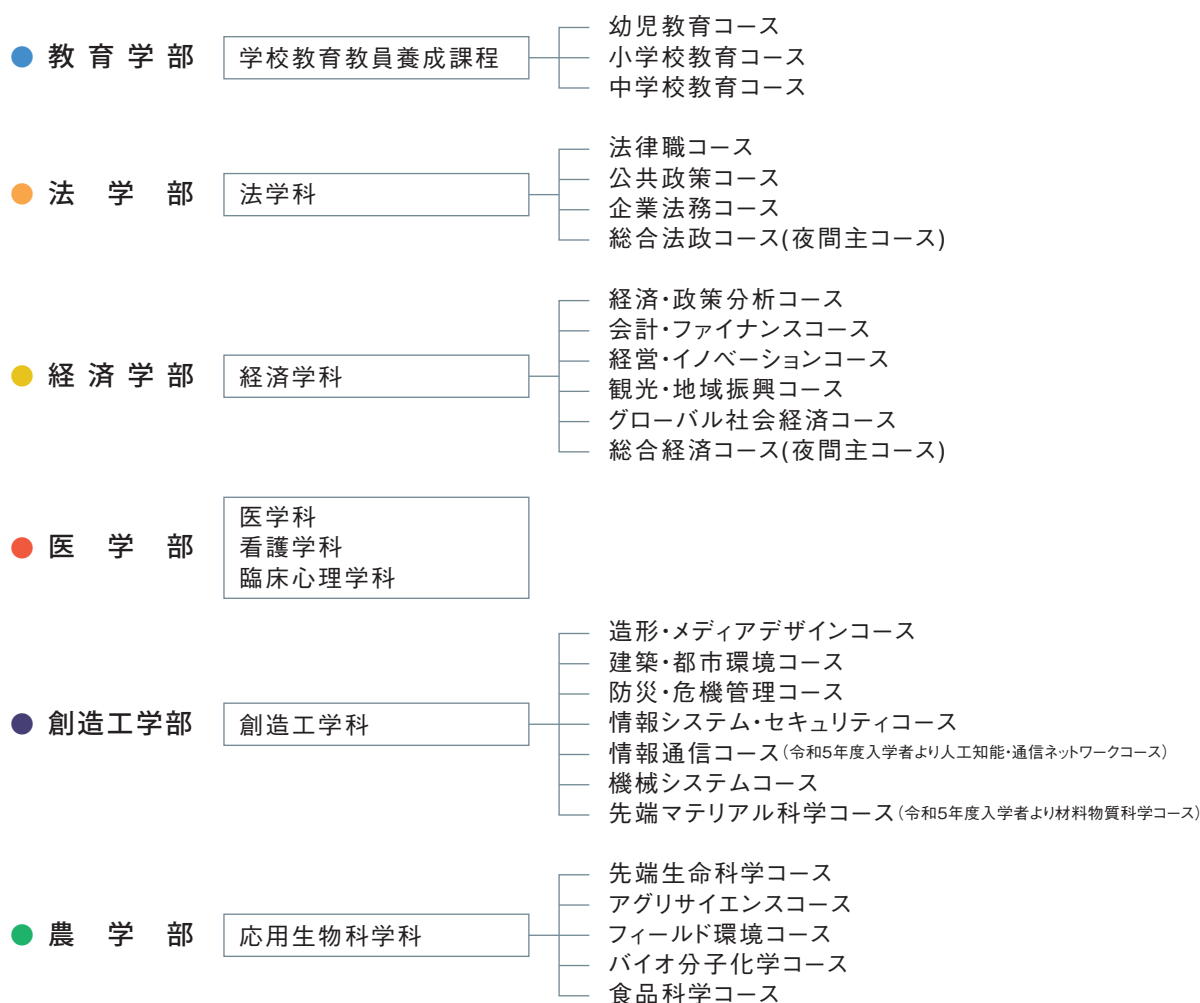 教育学部
学校教育教員養成課程
幼児教育コース
小学校教育コース
中学校教育コース
法学部
法学科
法律職コース
公共政策コース
企業法務コース
総合法政コース(夜間主コース)
経済学部
経済学科
経済・政策分析コース
会計・ファイナンスコース
経営・イノベーションコース
観光・地域振興コース
グローバル社会経済コース
総合経済コース(夜間主コース)
医学部
医学科
看護学科
臨床心理学科
創造工学部
創造工学科
造形・メディアデザインコース
建築・都市環境コース
防災・危機管理コース
情報システム・セキュリティコース
情報通信コース(令和5年度入学者より人工知能・通信ネットワークコース)
機械システムコース
先端マテリアル科学コース(令和5年度入学者より材料物質科学コース)
農学部
応用生物科学科
先端生命科学コース
アグリサイエンスコース
フィールド環境コース
バイオ分子化学コース
食品科学コース